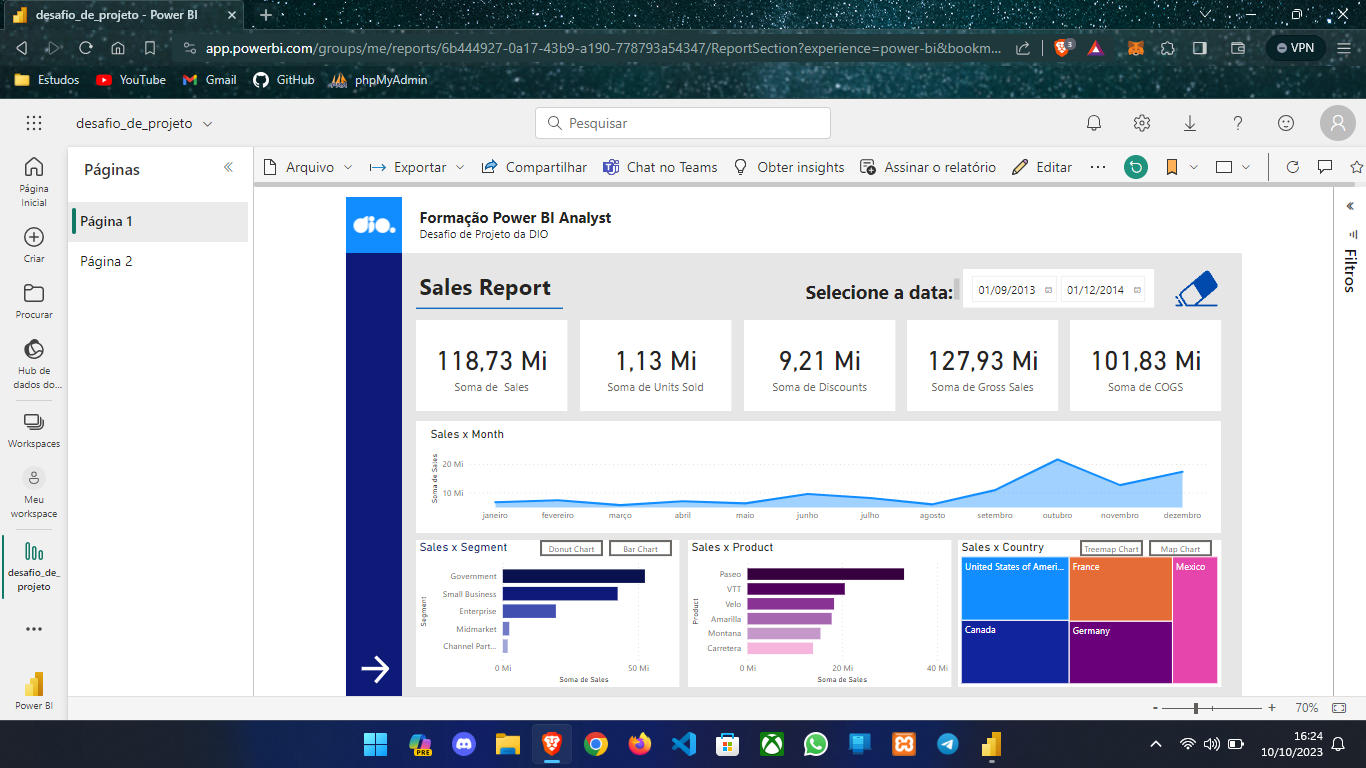 desafio_de_projeto - Power BI
app.powerbi.com/groups/me/reports/6b444927-0a17-43b9-a190-778793a54347/ReportSection?experience=power-bi&bookm...
3
VPN
Estudos
YouTube
Gmail
GitHub
phpMyAdmin
desafio_de_projeto
Pesquisar
Página
Inicial
Criar
Procurar
Hub de
dados do...
Workspaces
Meu
workspace
desafio_de_
projeto
Power BI
Páginas
Página 1
Página 2
Arquivo
Exportar
Compartilhar
Chat no Teams
Obter insights
Assinar o relatório
Editar
dio.
Formação Power BI Analyst
Desafio de Projeto da DIO
Sales Report
Selecione a data:
01/09/2013
01/12/2014
118,73 Mi
Soma de Sales
1,13 Mi
Soma de Units Sold
9,21 Mi
Soma de Discounts
127,93 Mi
Soma de Gross Sales
101,83 Mi
Soma de COGS
Sales x Month
Soma de Sales
20 Mi
10 Mi
janeiro fevereiro março abril maio junho julho agosto setembro outubro novembro dezembro
Sales x Segment
Donut Chart
Bar Chart
Segment
Government
Small Business
Enterprise
Midmarket
Channel Part...
0 Mi 50 Mi
Soma de Sales
Sales x Product
Product
Paseo
VTT
Velo
Amarilla
Montana
Carretera
0 Mi 20 Mi 40 Mi
Soma de Sales
Sales x Country
Treemap Chart
Map Chart
United States of Ameri...
France
Mexico
Canada
Germany
Filtros
- + 70%
PRE
16:24
10/10/2023